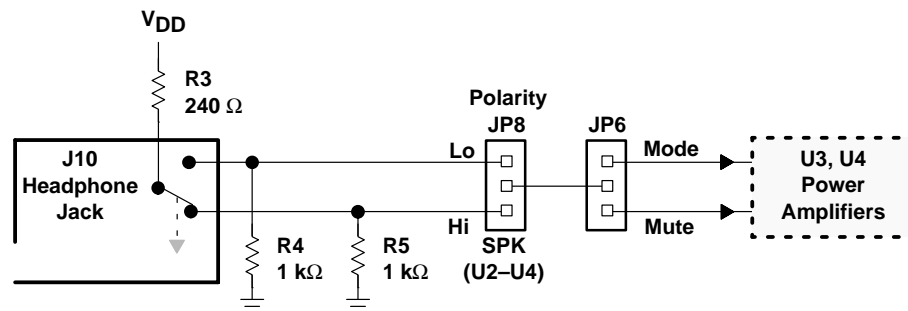 VDD
R3
240 Ω
Polarity
JP8
JP6
J10
Headphone
Jack
Lo
Mode
U3, U4
Power
Amplifiers
Hi
Mute
R4
1 kΩ
R5
1 kΩ
SPK
(U2–U4)